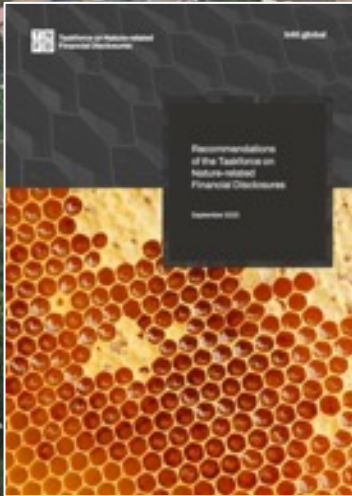 Taskforce on Nature-related
Financial Disclosures
tnfd.global
Recommendations
of the Taskforce on
Nature-related
Financial Disclosures
September 2023